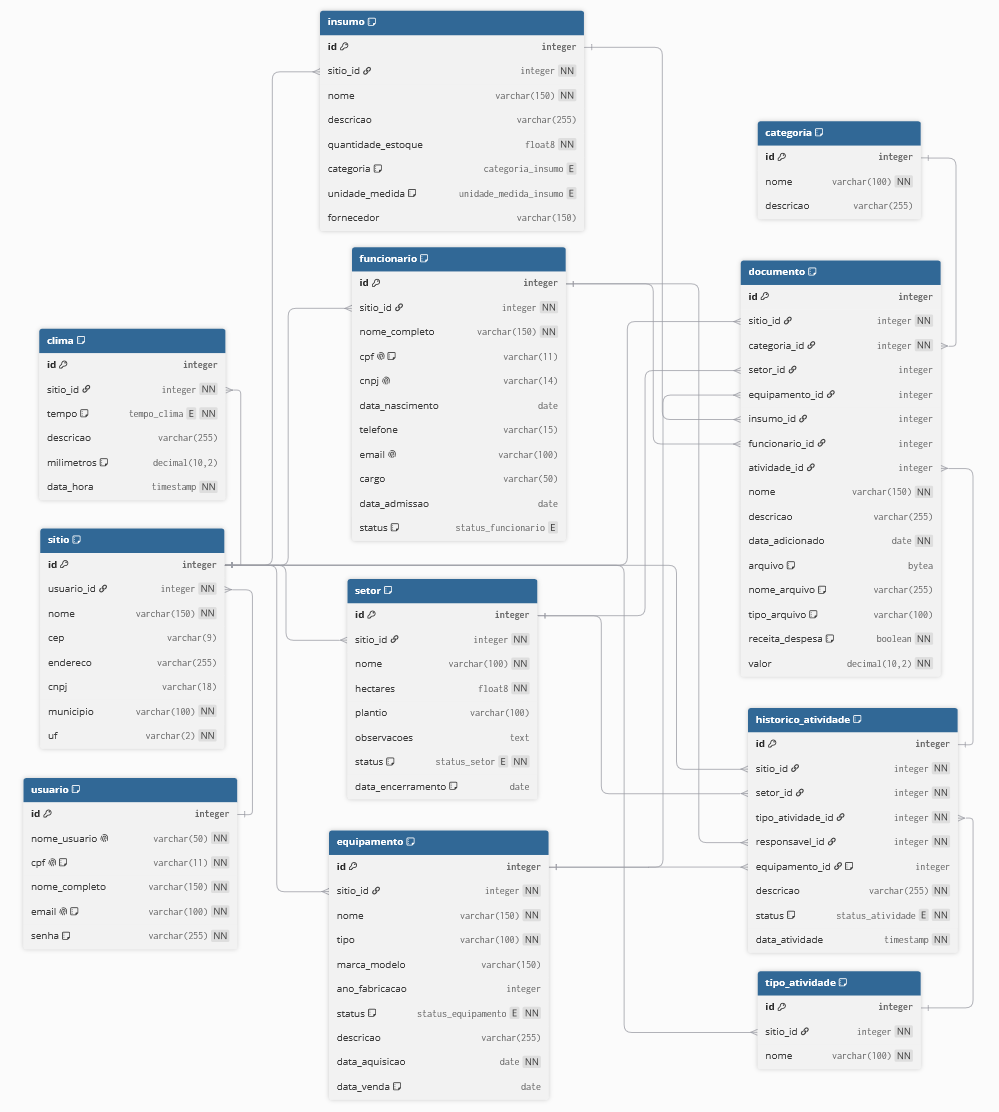 insumo
id integer
sitio_id integer NN
nome varchar(150) NN
descricao varchar(255)
quantidade_estoque float8 NN
categoria categoria_insumo E
unidade_medida unidade_medida_insumo E
fornecedor varchar(150)
categoria
id integer
nome varchar(100) NN
descricao varchar(255)
funcionario
id integer
sitio_id integer NN
nome_completo varchar(150) NN
cpf varchar(11)
cnpj varchar(14)
data_nascimento date
telefone varchar(15)
email varchar(100)
cargo varchar(50)
data_admissao date
status status_funcionario E
documento
id integer
sitio_id integer NN
categoria_id integer NN
setor_id integer
equipamento_id integer
insumo_id integer
funcionario_id integer
atividade_id integer
nome varchar(150) NN
descricao varchar(255)
data_adicionado date NN
arquivo bytea
nome_arquivo varchar(255)
tipo_arquivo varchar(100)
receita_despesa boolean NN
valor decimal(10,2) NN
clima
id integer
sitio_id integer NN
tempo tempo_clima E NN
descricao varchar(255)
milimetros decimal(10,2)
data_hora timestamp NN
sitio
id integer
usuario_id integer NN
nome varchar(150) NN
cep varchar(9)
endereco varchar(255)
cnpj varchar(18)
municipio varchar(100) NN
uf varchar(2) NN
setor
id integer
sitio_id integer NN
nome varchar(100) NN
hectares float8 NN
plantio varchar(100)
observacoes text
status status_setor E NN
data_encerramento date
historico_atividade
id integer
sitio_id integer NN
setor_id integer NN
tipo_atividade_id integer NN
responsavel_id integer NN
equipamento_id integer
descricao varchar(255) NN
status status_atividade E NN
data_atividade timestamp NN
usuario
id integer
nome_usuario varchar(50) NN
cpf varchar(11) NN
nome_completo varchar(150) NN
email varchar(100) NN
senha varchar(255) NN
equipamento
id integer
sitio_id integer NN
nome varchar(150) NN
tipo varchar(100) NN
marca_modelo varchar(150)
ano_fabricacao integer
status status_equipamento E NN
descricao varchar(255)
data_aquisicao date NN
data_venda date
tipo_atividade
id integer
sitio_id integer NN
nome varchar(100) NN